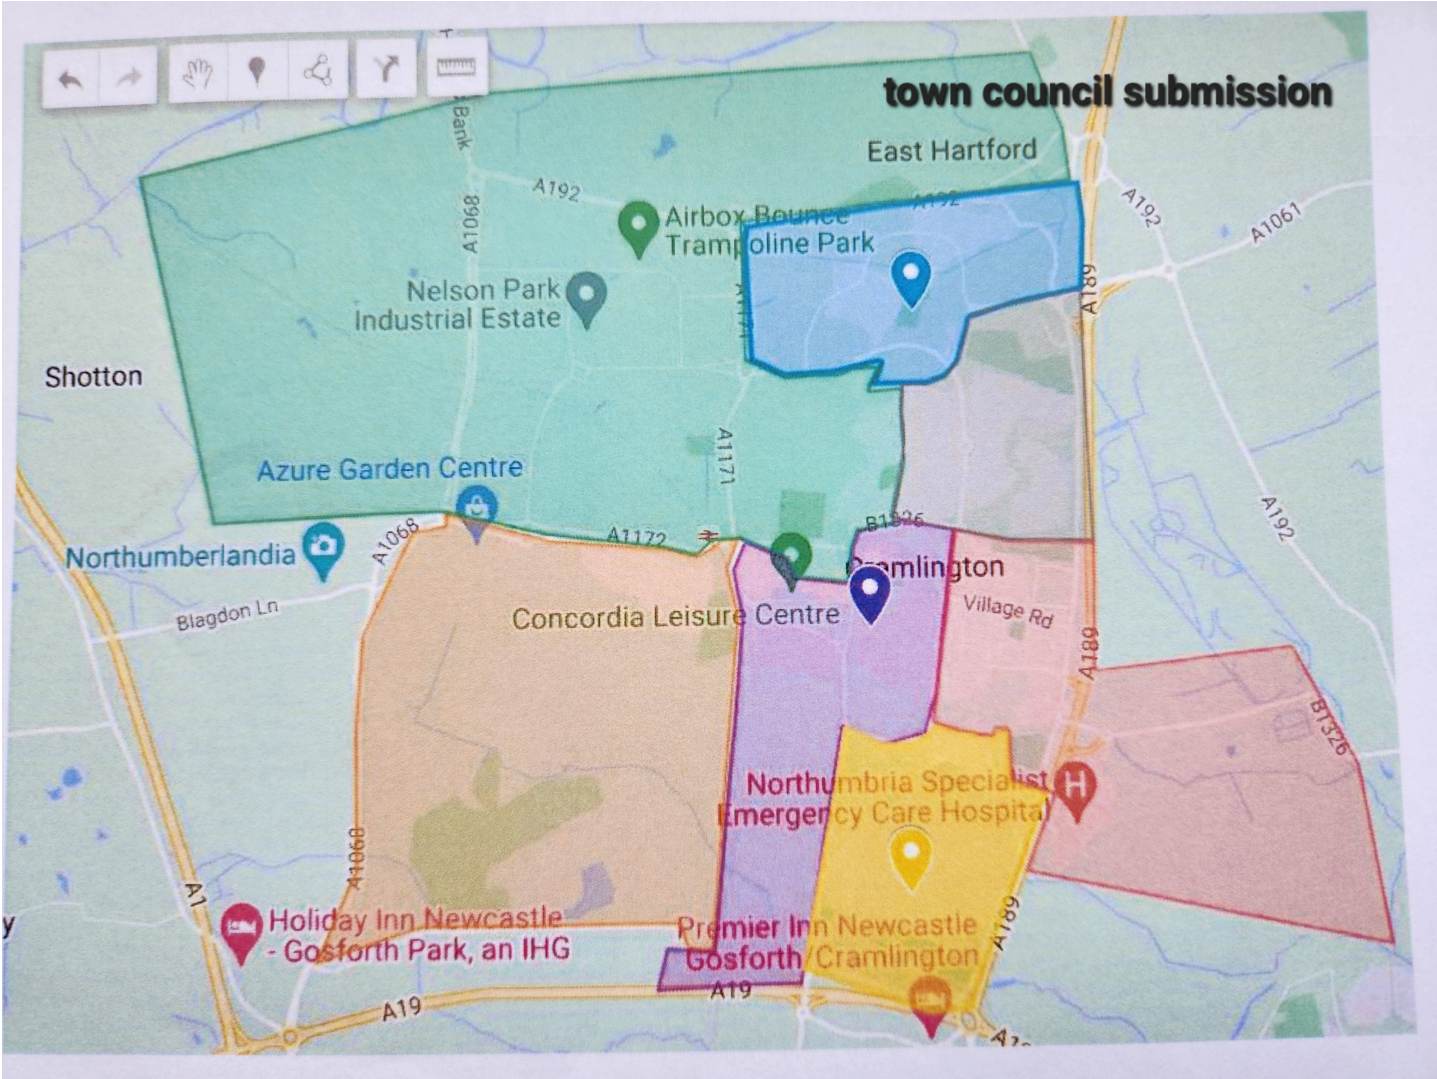 town council submission
Bank
East Hartford
A192
A192
A192
A1061
A1068
Airbox Bounce
Trampoline Park
Nelson Park
Industrial Estate
A1171
A189
Shotton
A1171
Azure Garden Centre
A192
A1068
A1172
B1326
Northumberlandia
Cramlington
Blagdon Ln
Concordia Leisure Centre
Village Rd
A189
B1326
Northumbria Specialist
Emergency Care Hospital
H
A1068
A1
Holiday Inn Newcastle
- Gosforth Park, an IHG
Premier Inn Newcastle
Gosforth/Cramlington
A189
y
A19
A19